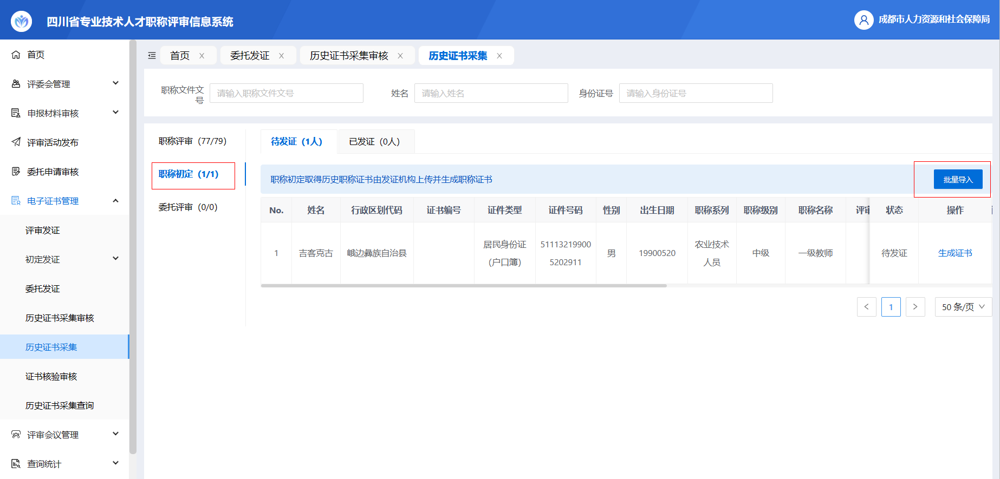 四川省专业技术人才职称评审信息系统
成都市人力资源和社会保障局
首页
评委会管理
申报材料审核
评审活动发布
委托申请审核
电子证书管理
评审发证
初定发证
委托发证
历史证书采集审核
历史证书采集
证书核验审核
历史证书采集查询
评审会议管理
查询统计
首页 委托发证 历史证书采集审核 历史证书采集
职称文件文号 请输入职称文件文号 姓名 请输入姓名 身份证号 请输入身份证号
职称评审（77/79）
职称初定（1/1）
委托评审（0/0）
待发证（1人） 已发证（0人）
职称初定取得历史职称证书由发证机构上传并生成职称证书 批量导入
No. 姓名 行政区划代码 证书编号 证件类型 证件号码 性别 出生日期 职称系列 职称级别 职称名称 评审 状态 操作
1 吉客克古 峨边彝族自治县 居民身份证（户口簿） 511132199005202911 男 19900520 农业技术人员 中级 一级教师 待发证 生成证书
< 1 > 50 条/页